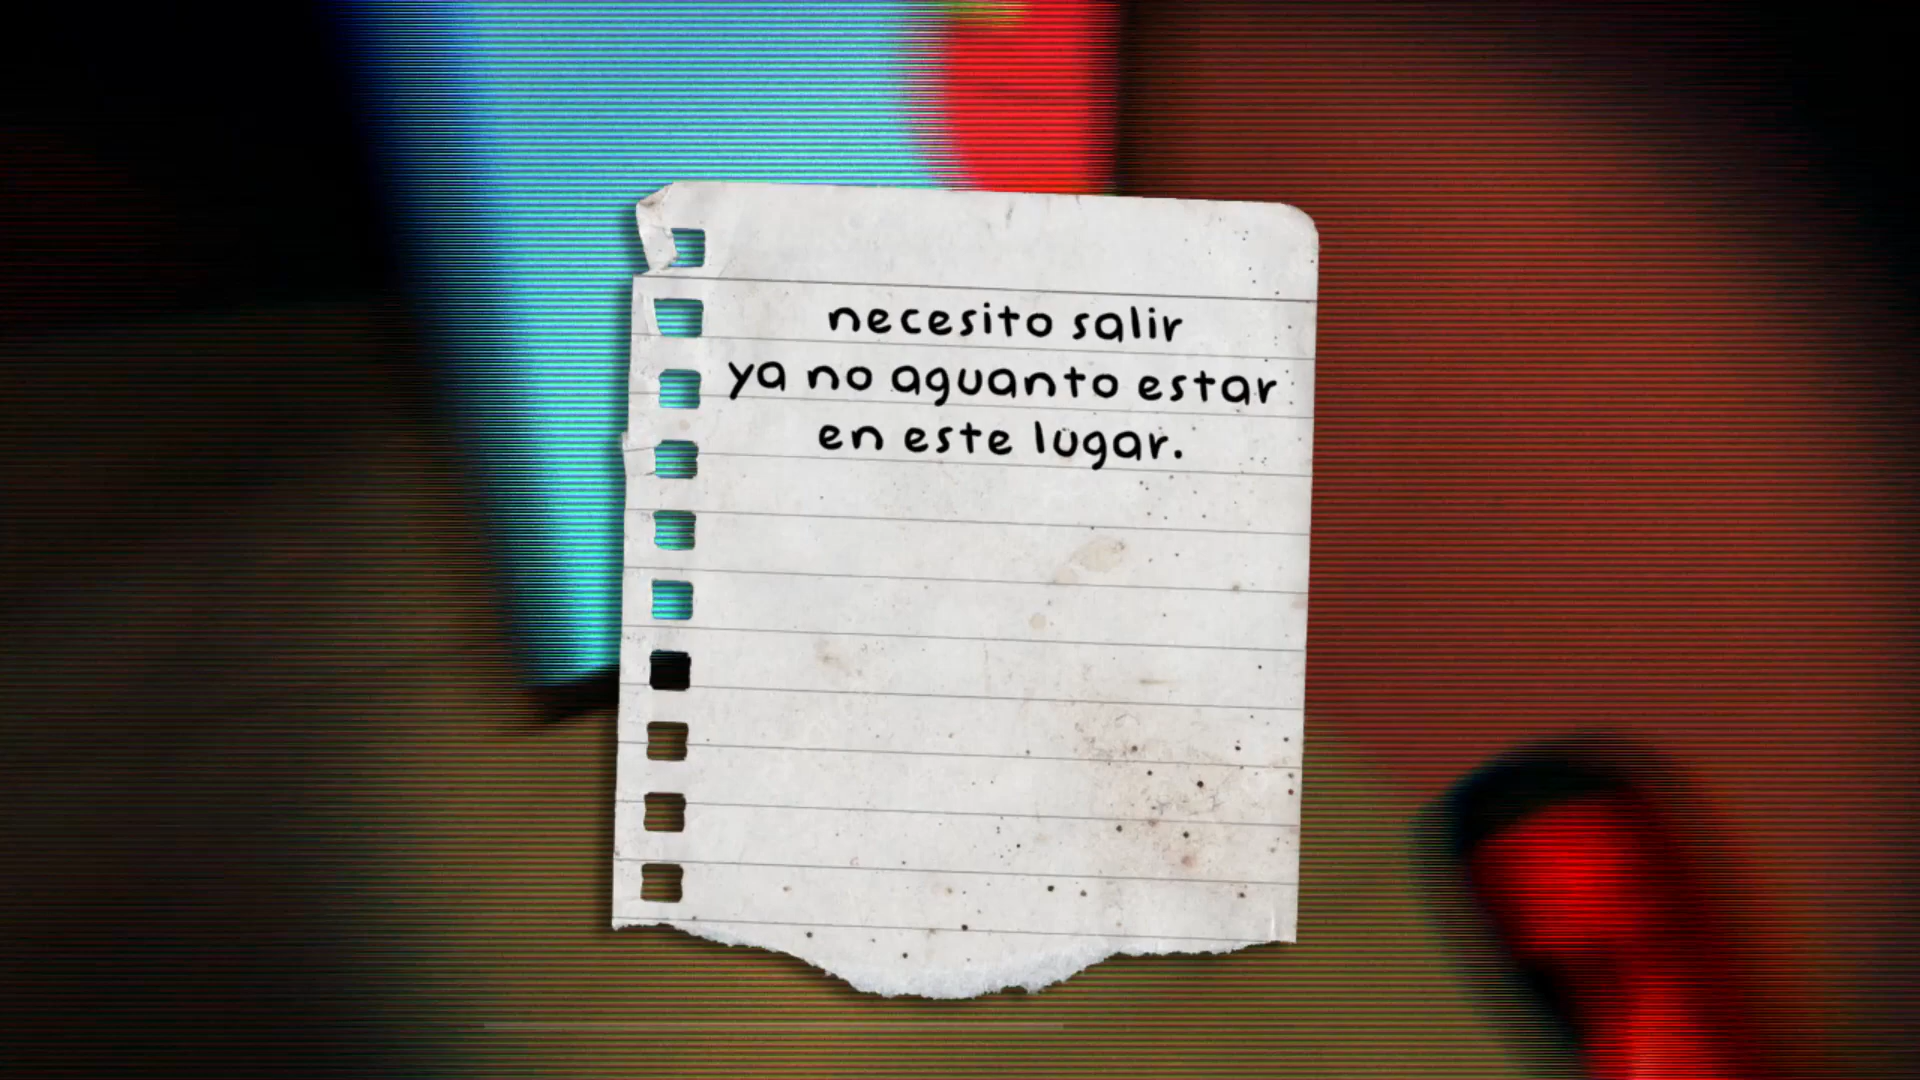 necesito salir
ya no aguanto estar
en este lugar.